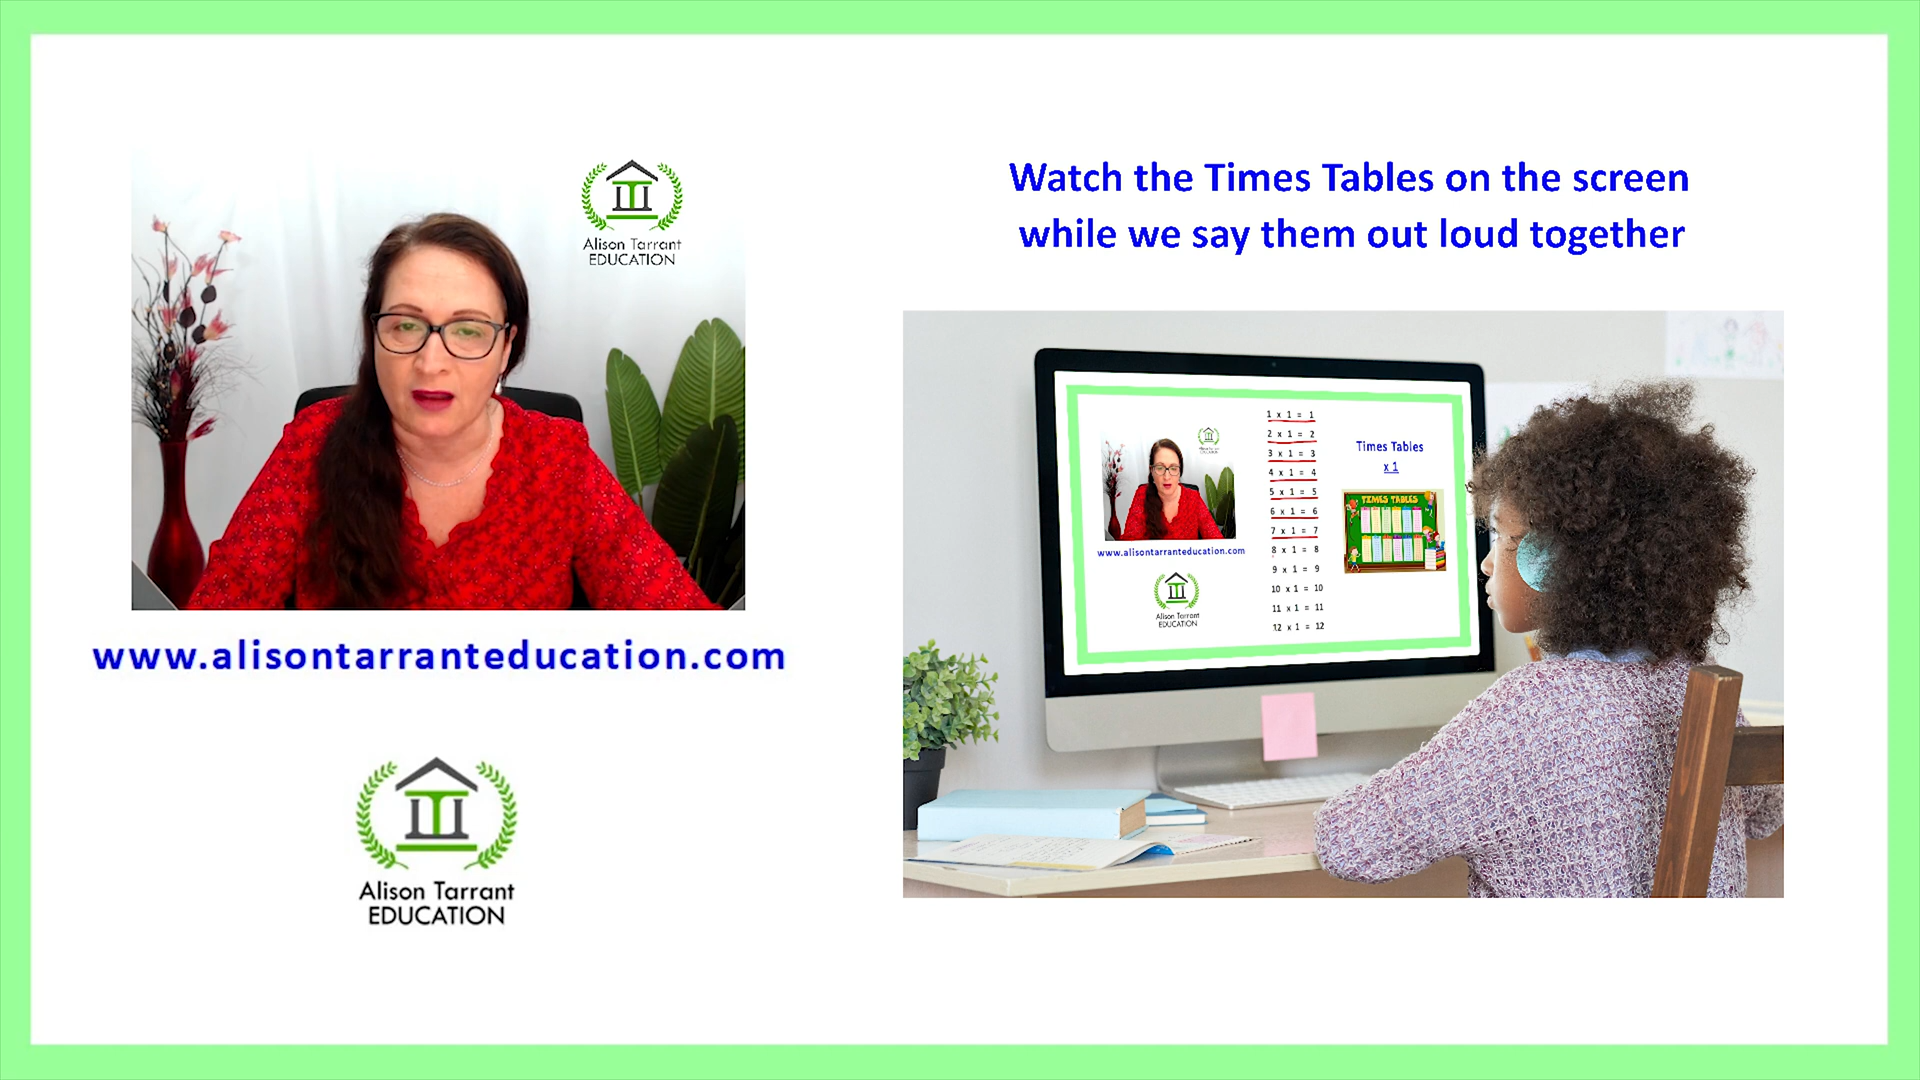 Alison Tarrant
EDUCATION
www.alisontarranteducation.com
Alison Tarrant
EDUCATION
Watch the Times Tables on the screen
while we say them out loud together
www.alisontarranteducation.com
Alison Tarrant
EDUCATION
1 x 1 = 1
2 x 1 = 2
3 x 1 = 3
4 x 1 = 4
5 x 1 = 5
6 x 1 = 6
7 x 1 = 7
8 x 1 = 8
9 x 1 = 9
10 x 1 = 10
11 x 1 = 11
12 x 1 = 12
Times Tables
x 1
TIMES TABLES